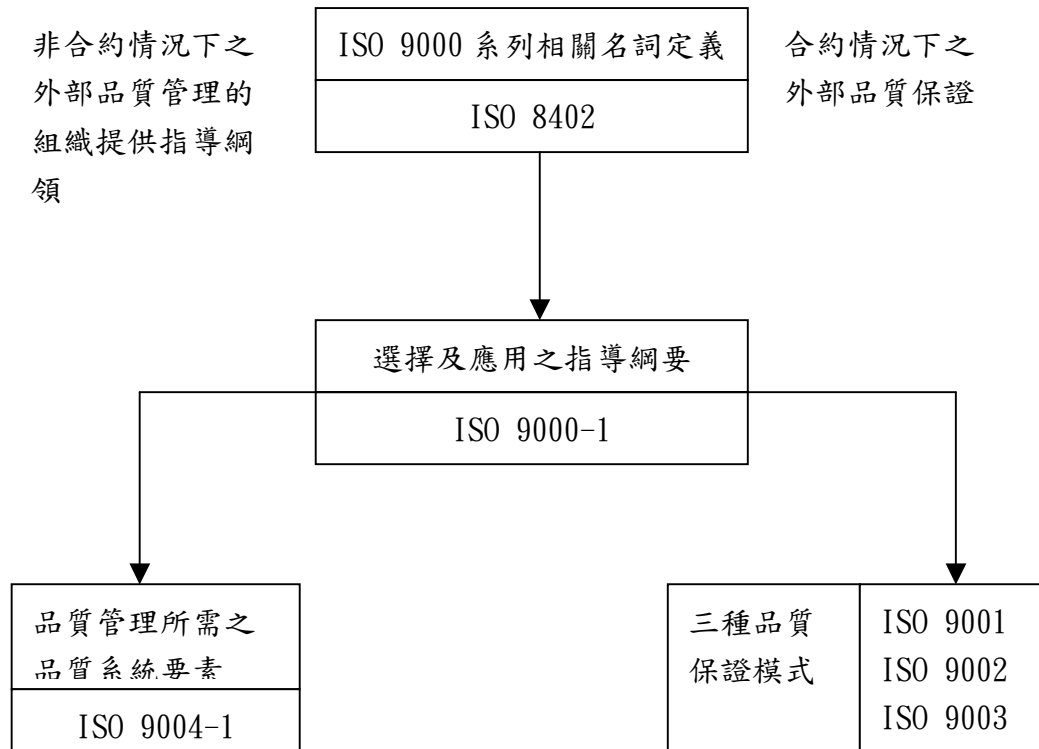 非合約情況下之
外部品質管理的
組織提供指導綱
領
ISO 9000 系列相關名詞定義
ISO 8402
合約情況下之
外部品質保證
選擇及應用之指導綱要
ISO 9000-1
品質管理所需之
品質系統要素
ISO 9004-1
三種品質
保證模式
ISO 9001
ISO 9002
ISO 9003